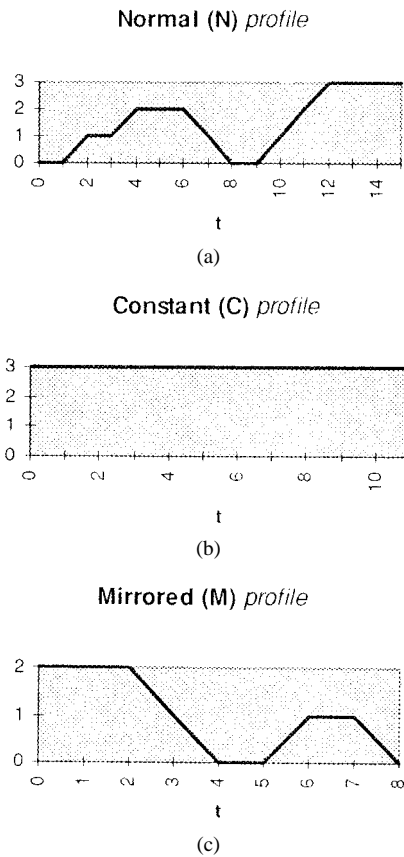 Normal (N) profile
3
2
1
0
0 2 4 6 8 10 12 14
t
(a)
Constant (C) profile
3
2
1
0
0 2 4 6 8 10
t
(b)
Mirrored (M) profile
2
1
0
0 1 2 3 4 5 6 7 8
t
(c)